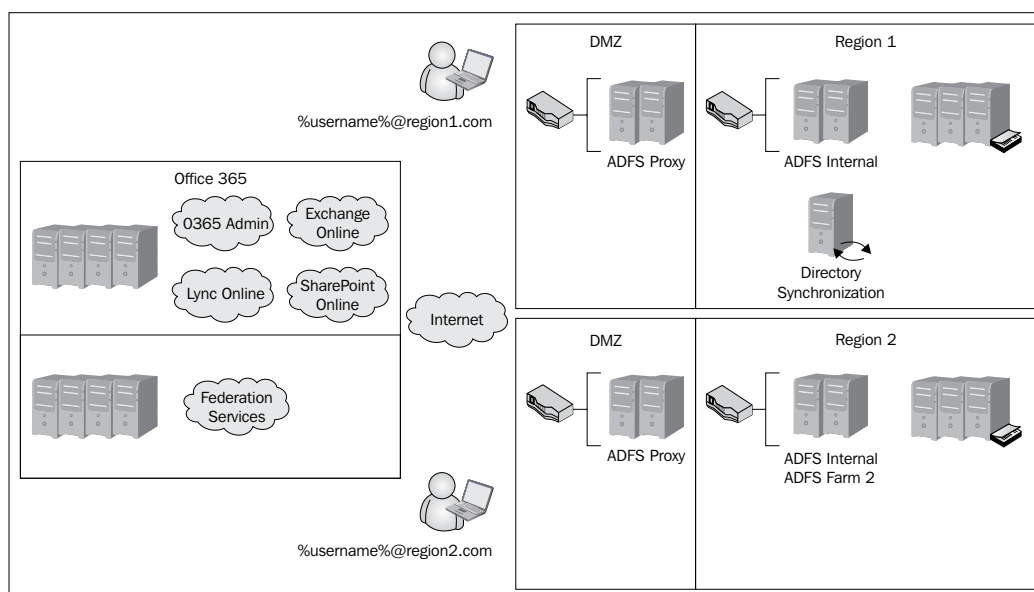 %username%@region1.com
Office 365
O365 Admin
Exchange
Online
Lync Online
SharePoint
Online
Federation
Services
Internet
%username%@region2.com
DMZ
ADFS Proxy
Region 1
ADFS Internal
Directory
Synchronization
DMZ
ADFS Proxy
Region 2
ADFS Internal
ADFS Farm 2